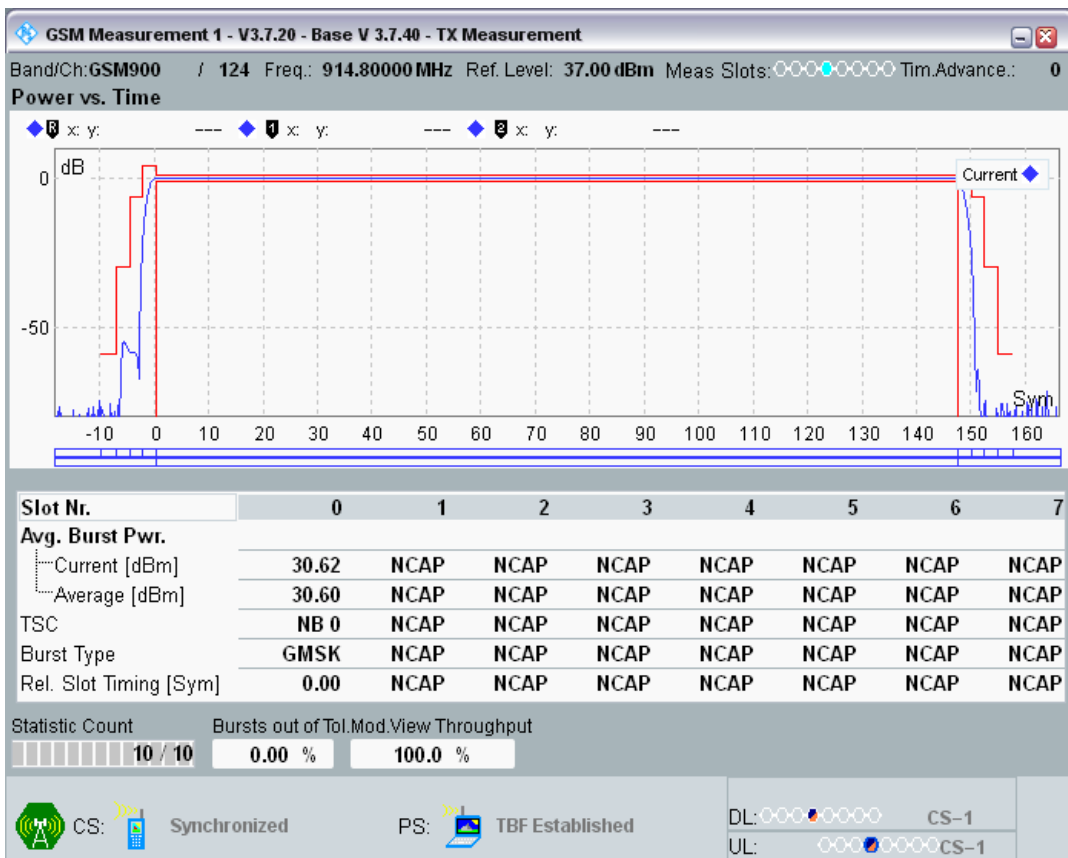 GSM Measurement 1 - V3.7.20 - Base V 3.7.40 - TX Measurement
Band/Ch:GSM900 / 124 Freq.: 914.80000 MHz Ref. Level: 37.00 dBm Meas Slots: Tim.Advance.: 0
Power vs. Time
R x: y: --- 1 x: y: --- 2 x: y: ---
dB
Current
0
-50
Sym
-10 0 10 20 30 40 50 60 70 80 90 100 110 120 130 140 150 160
Slot Nr. 0 1 2 3 4 5 6 7
Avg. Burst Pwr.
Current [dBm] 30.62 NCAP NCAP NCAP NCAP NCAP NCAP NCAP
Average [dBm] 30.60 NCAP NCAP NCAP NCAP NCAP NCAP NCAP
TSC NB 0 NCAP NCAP NCAP NCAP NCAP NCAP NCAP
Burst Type GMSK NCAP NCAP NCAP NCAP NCAP NCAP NCAP
Rel. Slot Timing [Sym] 0.00 NCAP NCAP NCAP NCAP NCAP NCAP NCAP
Statistic Count Bursts out of Tol. Mod.View Throughput
10 / 10 0.00 % 100.0 %
CS: Synchronized PS: TBF Established DL: CS-1
UL: CS-1